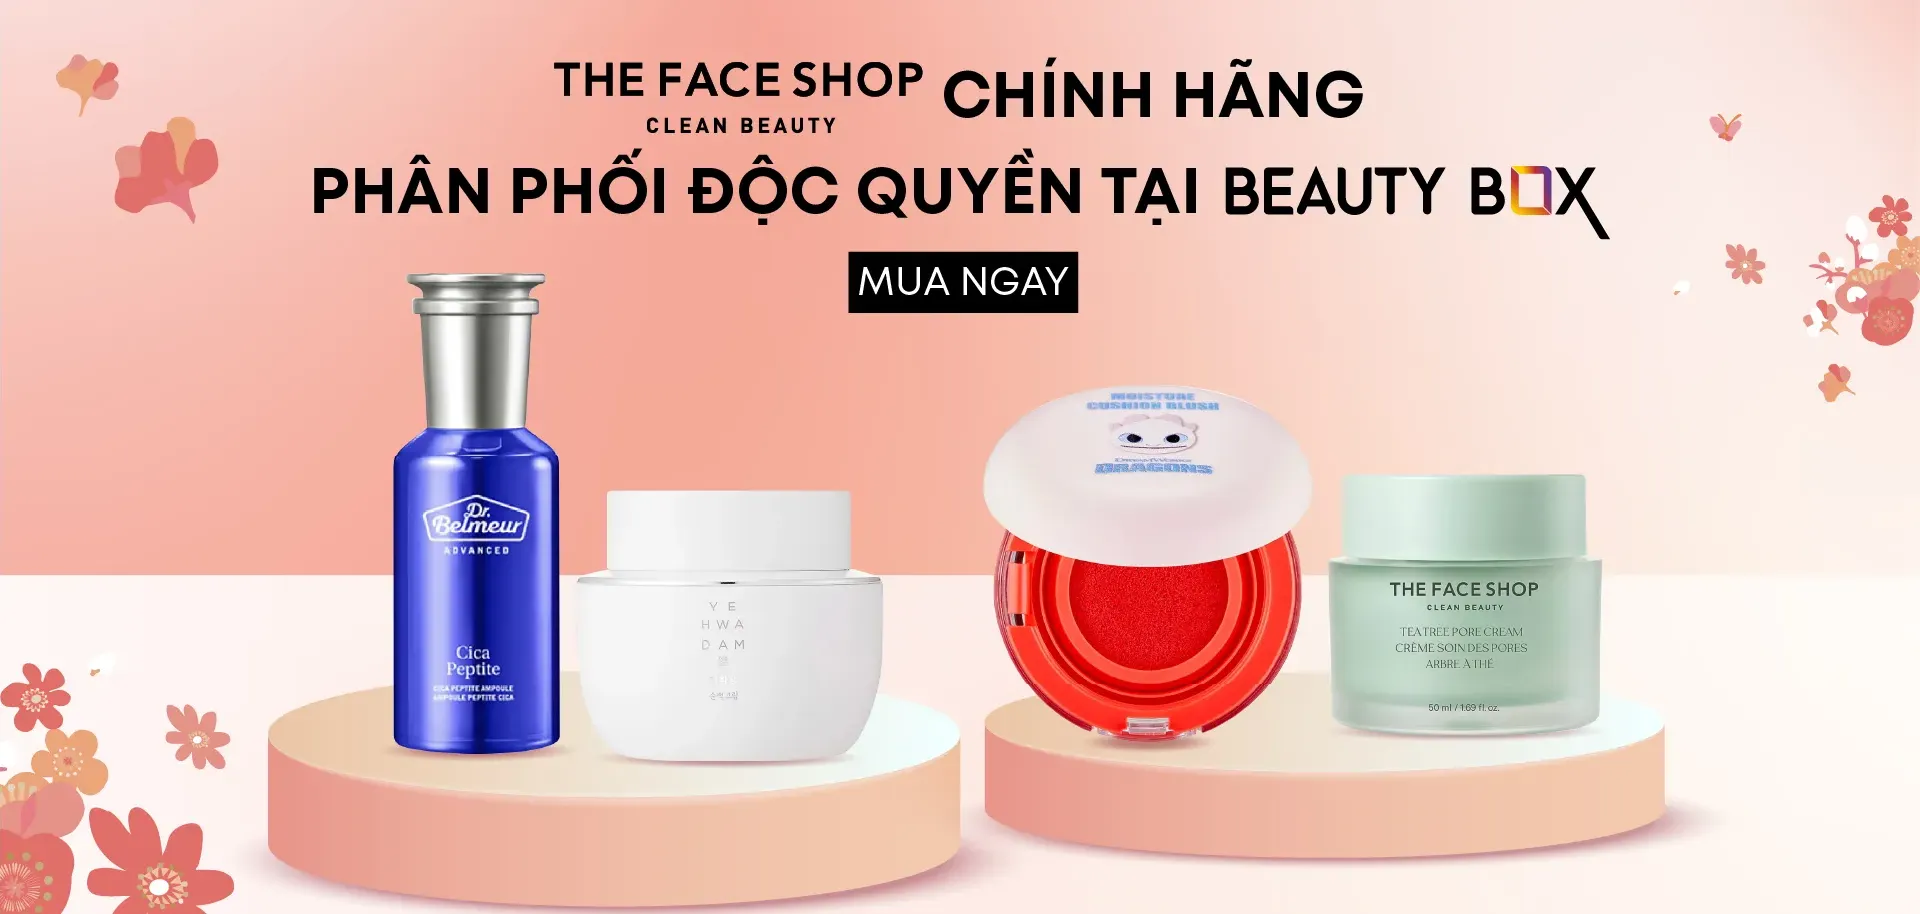 THE FACE SHOP CHÍNH HÃNG
CLEAN BEAUTY
PHÂN PHỐI ĐỘC QUYỀN TẠI BEAUTY BOX
MUA NGAY
Dr.
Belmeur
ADVANCED
Cica
Peptite
CICA PEPTITE AMPOULE
AMPOULE PEPTITE CICA
YE
HWA
DAM
MOISTURE
CUSHION BLUSH
DREAMWORKS
DRAGONS
THE FACE SHOP
CLEAN BEAUTY
TEA TREE PORE CREAM
CRÈME SOIN DES PORES
ARBRE À THÉ
50 ml / 1.69 fl. oz.